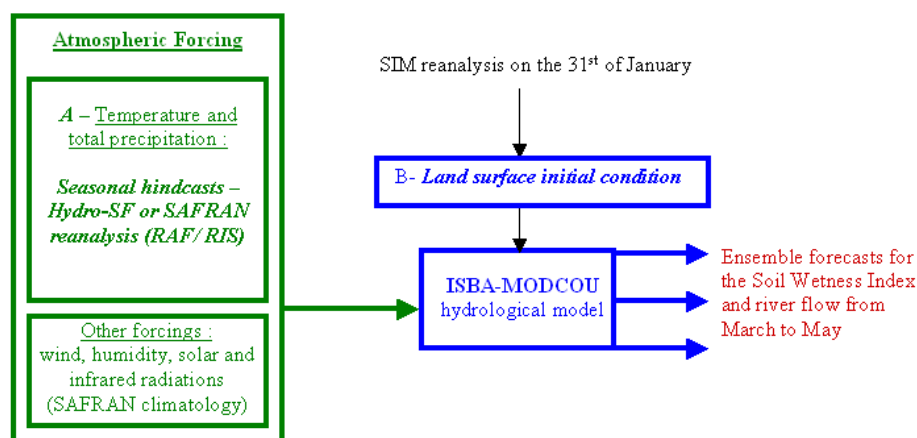 Atmospheric Forcing
A – Temperature and
total precipitation :
Seasonal hindcasts –
Hydro-SF or SAFRAN
reanalysis (RAF/ RIS)
Other forcings :
wind, humidity, solar and
infrared radiations
(SAFRAN climatology)
SIM reanalysis on the 31st of January
B- Land surface initial condition
ISBA-MODCOU
hydrological model
Ensemble forecasts for
the Soil Wetness Index
and river flow from
March to May